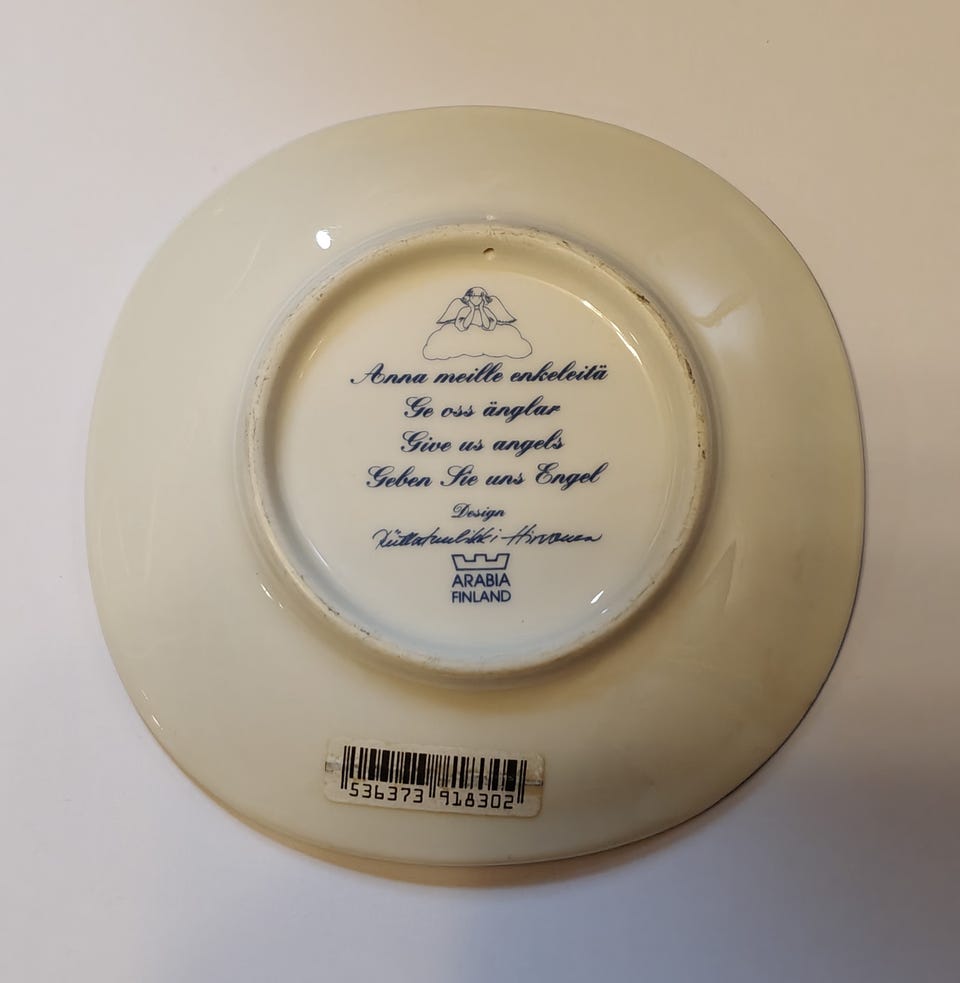 Anna meille enkeleitä
Ge oss änglar
Give us angels
Geben Sie uns Engel
Design
ARABIA
FINLAND
536373 918302